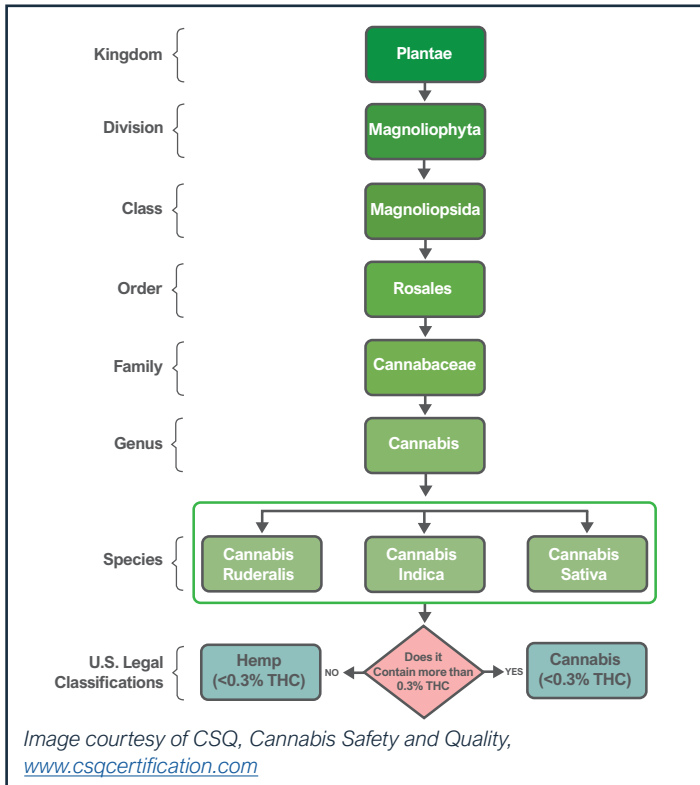 Kingdom
Plantae
Division
Magnoliophyta
Class
Magnoliopsida
Order
Rosales
Family
Cannabaceae
Genus
Cannabis
Species
Cannabis
Ruderalis
Cannabis
Indica
Cannabis
Sativa
U.S. Legal
Classifications
Hemp
(<0.3% THC)
NO
Does it
Contain more than
0.3% THC
YES
Cannabis
(<0.3% THC)
Image courtesy of CSQ, Cannabis Safety and Quality,
www.csqcertification.com